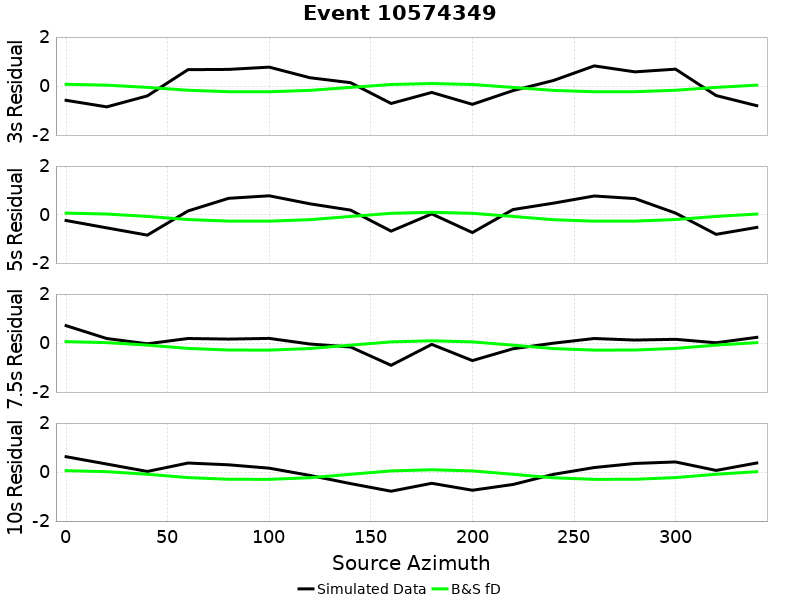 Event 10574349
3s Residual
2
0
-2
5s Residual
2
0
-2
7.5s Residual
2
0
-2
10s Residual
2
0
-2
0 50 100 150 200 250 300
Source Azimuth
Simulated Data B&S fD